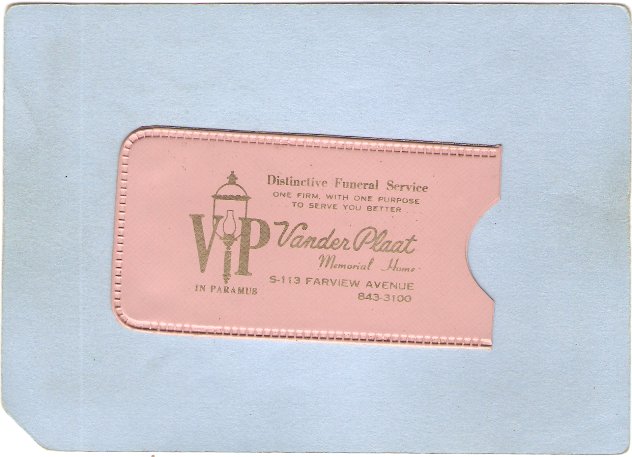 Distinctive Funeral Service
ONE FIRM, WITH ONE PURPOSE
TO SERVE YOU BETTER
VIP Vander Plaat
Memorial Home
IN PARAMUS
S-113 FARVIEW AVENUE
843-3100